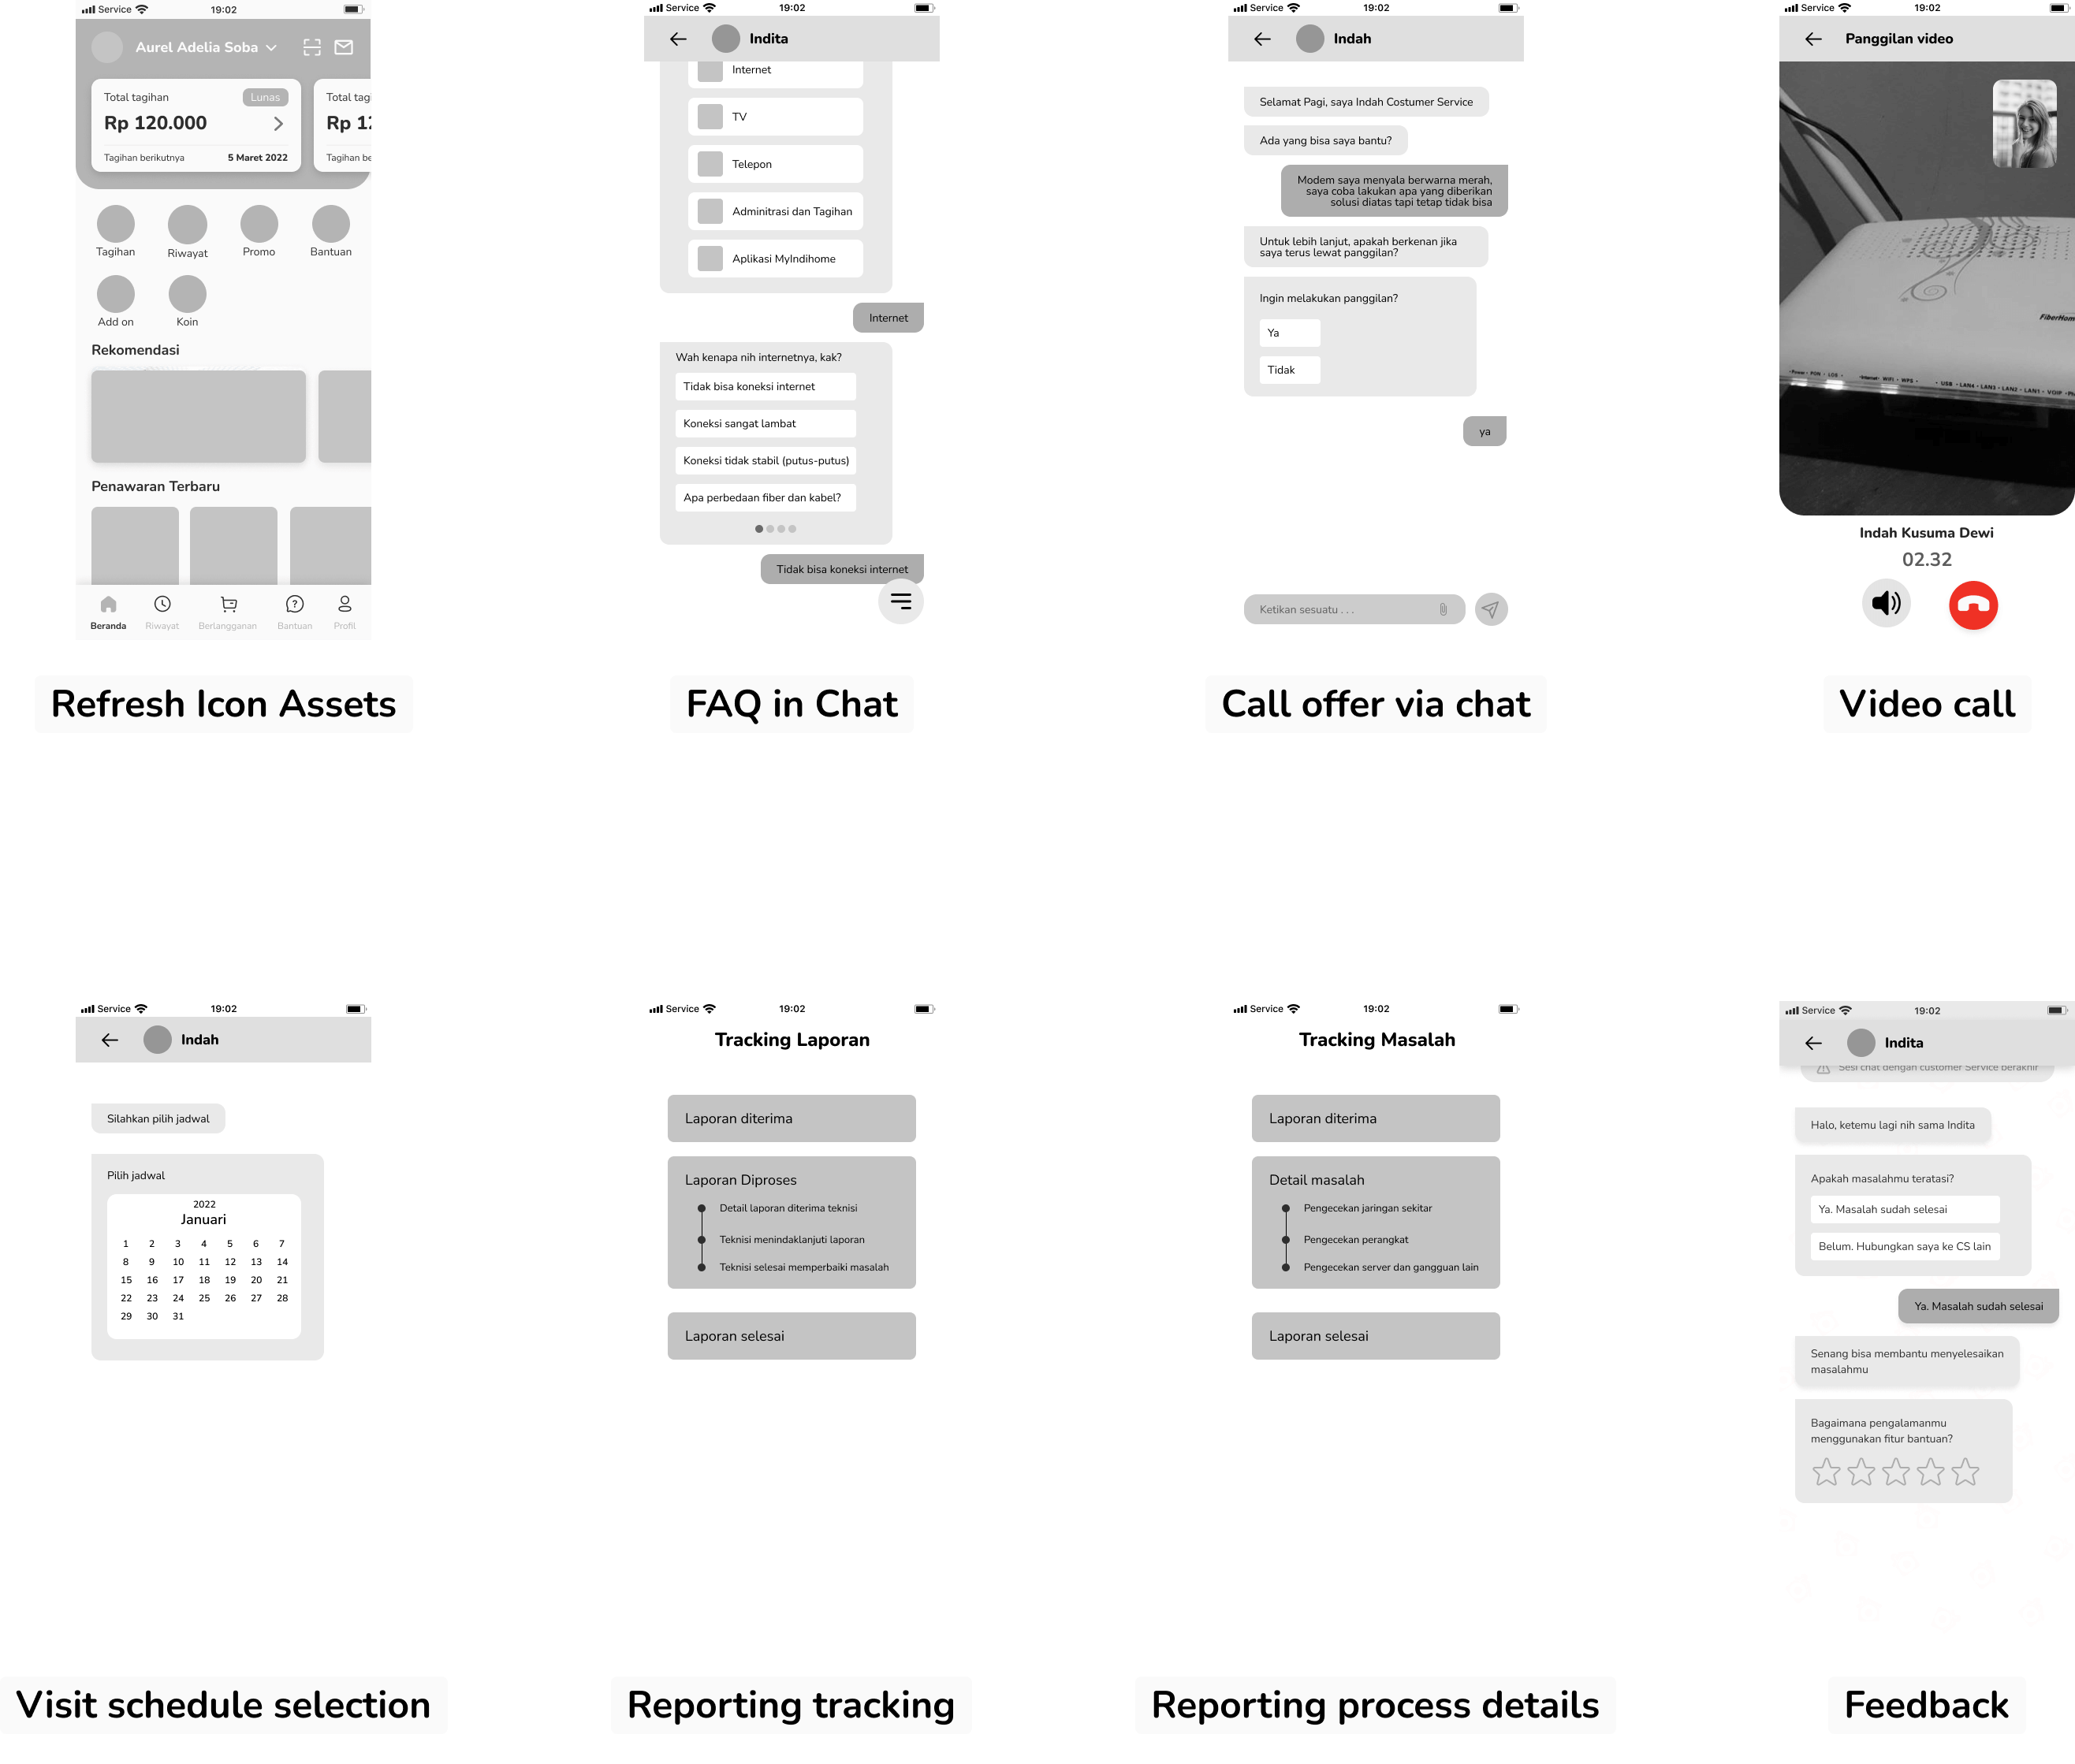 Service 19:02
Aurel Adelia Soba
Total tagihan Lunas
Rp 120.000
Tagihan berikutnya 5 Maret 2022
Total tag
Rp 12
Tagihan be
Tagihan Riwayat Promo Bantuan
Add on Koin
Rekomendasi
Penawaran Terbaru
Beranda Riwayat Berlangganan Bantuan Profil
Refresh Icon Assets
Service 19:02
Indita
Internet
TV
Telepon
Adminitrasi dan Tagihan
Aplikasi MyIndihome
Internet
Wah kenapa nih internetnya, kak?
Tidak bisa koneksi internet
Koneksi sangat lambat
Koneksi tidak stabil (putus-putus)
Apa perbedaan fiber dan kabel?
Tidak bisa koneksi internet
FAQ in Chat
Service 19:02
Indah
Selamat Pagi, saya Indah Costumer Service
Ada yang bisa saya bantu?
Modem saya menyala berwarna merah,
saya coba lakukan apa yang diberikan
solusi diatas tapi tetap tidak bisa
Untuk lebih lanjut, apakah berkenan jika
saya terus lewat panggilan?
Ingin melakukan panggilan?
Ya
Tidak
ya
Ketikan sesuatu . . .
Call offer via chat
Service 19:02
Panggilan video
FiberHom
Power PON LOS Internet WIFI WPS USB LAN4 LAN3 LAN2 LAN1 VOIP
Indah Kusuma Dewi
02.32
Video call
Service 19:02
Indah
Silahkan pilih jadwal
Pilih jadwal
2022
Januari
1 2 3 4 5 6 7
8 9 10 11 12 13 14
15 16 17 18 19 20 21
22 23 24 25 26 27 28
29 30 31
Visit schedule selection
Service 19:02
Tracking Laporan
Laporan diterima
Laporan Diproses
Detail laporan diterima teknisi
Teknisi menindaklanjuti laporan
Teknisi selesai memperbaiki masalah
Laporan selesai
Reporting tracking
Service 19:02
Tracking Masalah
Laporan diterima
Detail masalah
Pengecekan jaringan sekitar
Pengecekan perangkat
Pengecekan server dan gangguan lain
Laporan selesai
Reporting process details
Service 19:02
Indita
Sesi chat dengan customer Service berakhir
Halo, ketemu lagi nih sama Indita
Apakah masalahmu teratasi?
Ya. Masalah sudah selesai
Belum. Hubungkan saya ke CS lain
Ya. Masalah sudah selesai
Senang bisa membantu menyelesaikan
masalahmu
Bagaimana pengalamanmu
menggunakan fitur bantuan?
Feedback